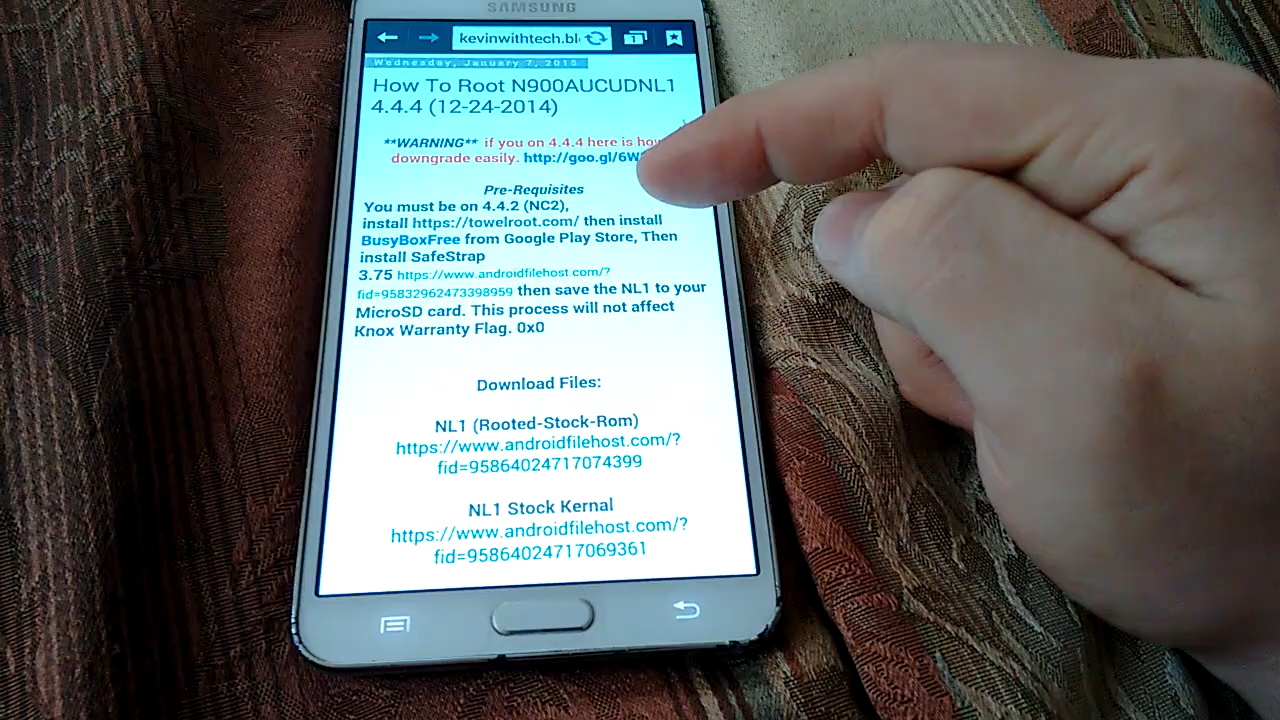 SAMSUNG
kevinwithtech.bl
1
Wednesday, January 7, 2015
How To Root N900AUCUDNL1
4.4.4 (12-24-2014)
**WARNING** if you on 4.4.4 here is how
downgrade easily. http://goo.gl/6W
Pre-Requisites
You must be on 4.4.2 (NC2),
install https://towelroot.com/ then install
BusyBoxFree from Google Play Store, Then
install SafeStrap
3.75 https://www.androidfilehost.com/?
fid=95832962473398959 then save the NL1 to your
MicroSD card. This process will not affect
Knox Warranty Flag. 0x0
Download Files:
NL1 (Rooted-Stock-Rom)
https://www.androidfilehost.com/?
fid=95864024717074399
NL1 Stock Kernal
https://www.androidfilehost.com/?
fid=95864024717069361